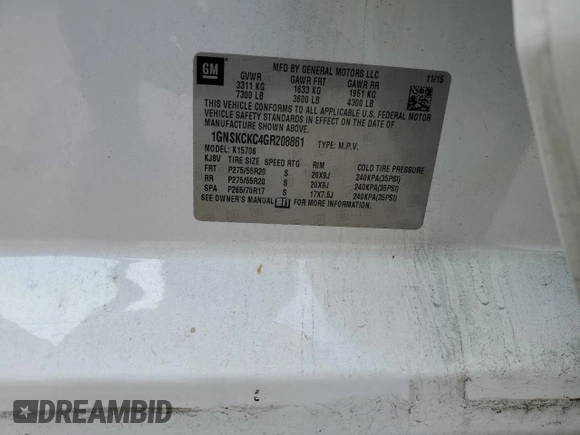 GM
MFD BY GENERAL MOTORS LLC
11/15
GVWR GAWR FRT GAWR RR
3311 KG 1633 KG 1951 KG
7300 LB 3600 LB 4300 LB
THIS VEHICLE CONFORMS TO ALL APPLICABLE U.S. FEDERAL MOTOR
VEHICLE SAFETY STANDARDS IN EFFECT ON THE DATE OF
MANUFACTURE SHOWN ABOVE.
1GNSKCKC4GR208861 TYPE: M.P.V.
MODEL: K15706
KJBV TIRE SIZE SPEED RTG RIM COLD TIRE PRESSURE
FRT P275/55R20 S 20X9J 240KPA(35PSI)
RR P275/55R20 S 20X9J 240KPA(35PSI)
SPA P265/70R17 S 17X7.5J 240KPA(35PSI)
SEE OWNER'S MANUAL
DREAMBID